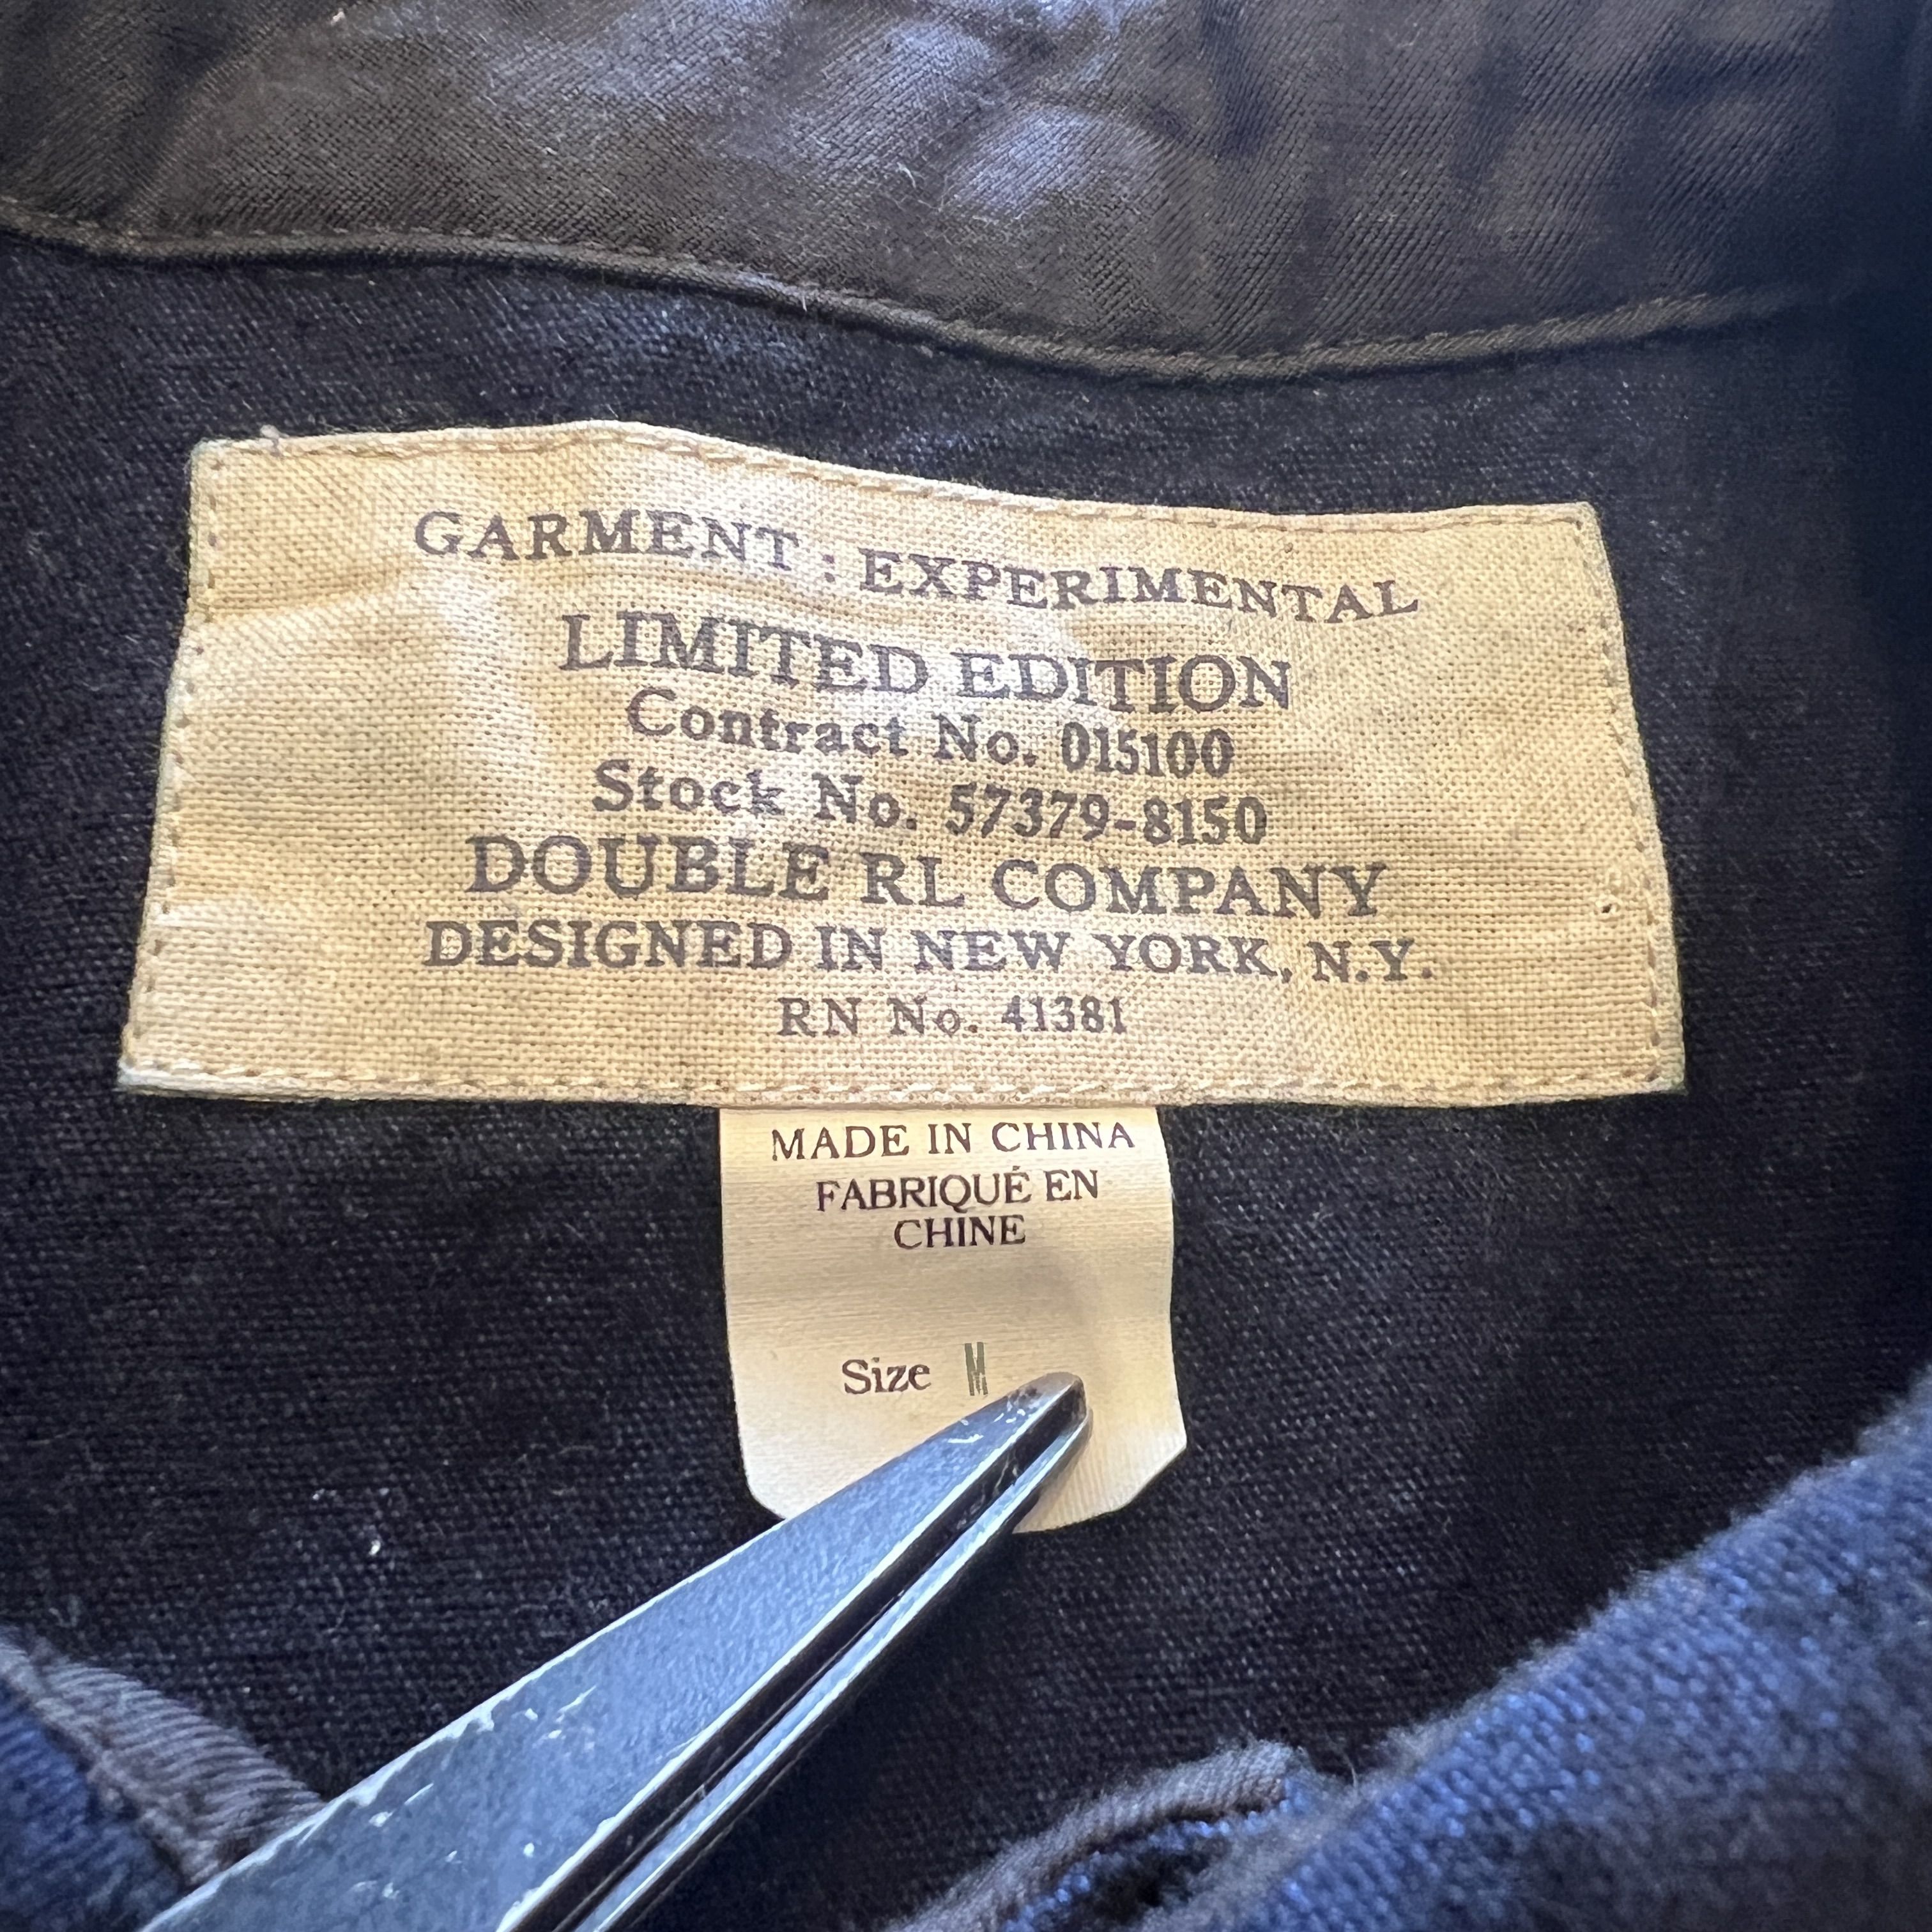 GARMENT : EXPERIMENTAL
LIMITED EDITION
Contract No. 015100
Stock No. 57379-8150
DOUBLE RL COMPANY
DESIGNED IN NEW YORK, N.Y.
RN No. 41381
MADE IN CHINA
FABRIQUÉ EN
CHINE
Size M